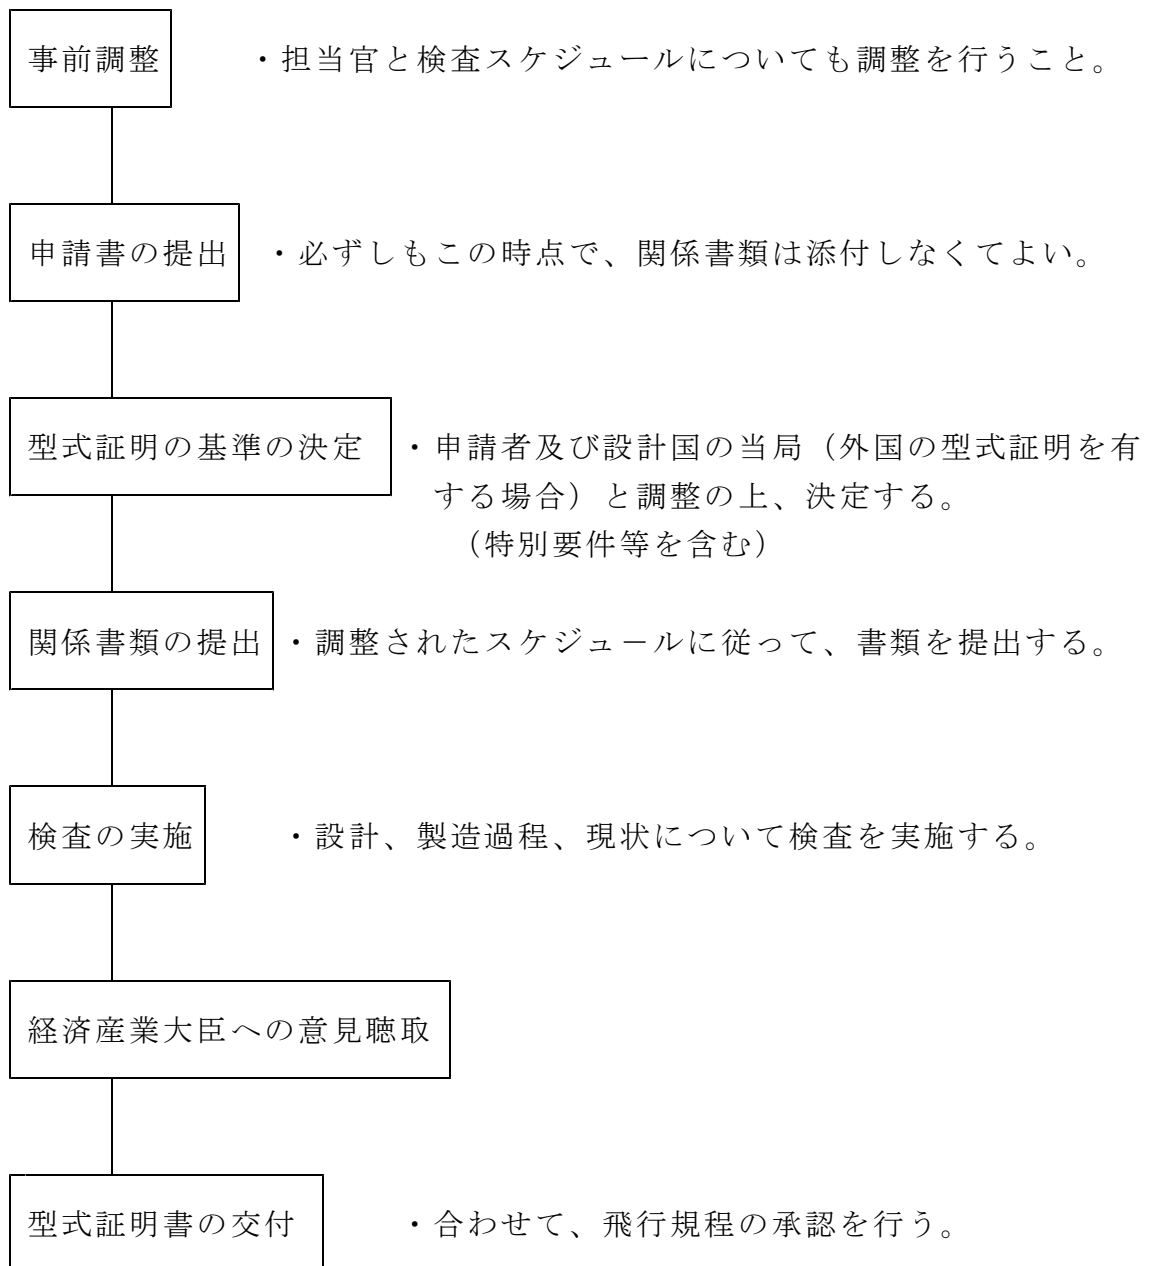 事前調整
・担当官と検査スケジュールについても調整を行うこと。
申請書の提出
・必ずしもこの時点で、関係書類は添付しなくてよい。
型式証明の基準の決定
・申請者及び設計国の当局（外国の型式証明を有
する場合）と調整の上、決定する。
（特別要件等を含む）
関係書類の提出
・調整されたスケジュ－ルに従って、書類を提出する。
検査の実施
・設計、製造過程、現状について検査を実施する。
経済産業大臣への意見聴取
型式証明書の交付
・合わせて、飛行規程の承認を行う。